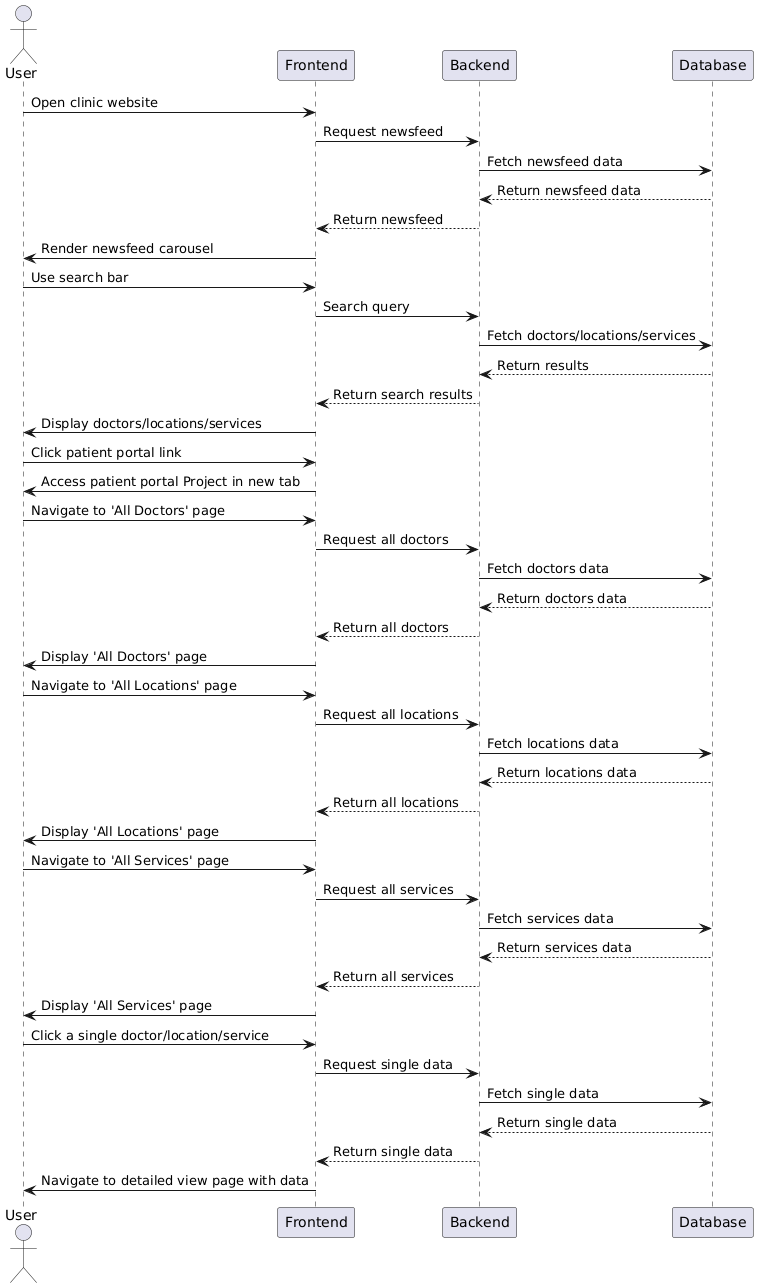 User
Frontend
Backend
Database
Open clinic website
Request newsfeed
Fetch newsfeed data
Return newsfeed data
Return newsfeed
Render newsfeed carousel
Use search bar
Search query
Fetch doctors/locations/services
Return results
Return search results
Display doctors/locations/services
Click patient portal link
Access patient portal Project in new tab
Navigate to 'All Doctors' page
Request all doctors
Fetch doctors data
Return doctors data
Return all doctors
Display 'All Doctors' page
Navigate to 'All Locations' page
Request all locations
Fetch locations data
Return locations data
Return all locations
Display 'All Locations' page
Navigate to 'All Services' page
Request all services
Fetch services data
Return services data
Return all services
Display 'All Services' page
Click a single doctor/location/service
Request single data
Fetch single data
Return single data
Return single data
Navigate to detailed view page with data
User
Frontend
Backend
Database